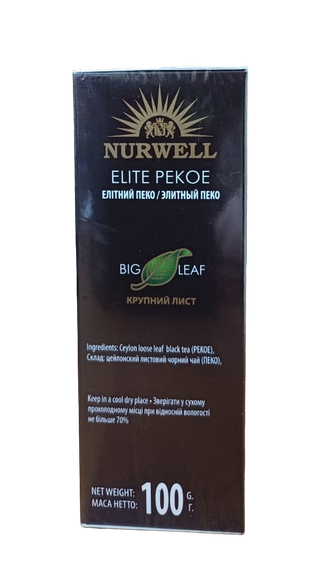 NURWELL
ELITE PEKOE
ЕЛІТНИЙ ПЕКО / ЭЛИТНЫЙ ПЕКО
BIG LEAF
КРУПНИЙ ЛИСТ
Ingredients: Ceylon loose leaf black tea (PEKOE),
Склад: цейлонский листовий чорний чай (ПЕКО),
Keep in a cool dry place • Зверігати у сухому
прохолодному місці при відносній вологості
не більше 70%
NET WEIGHT: 100 G.
МАСА НЕТТО: Г.